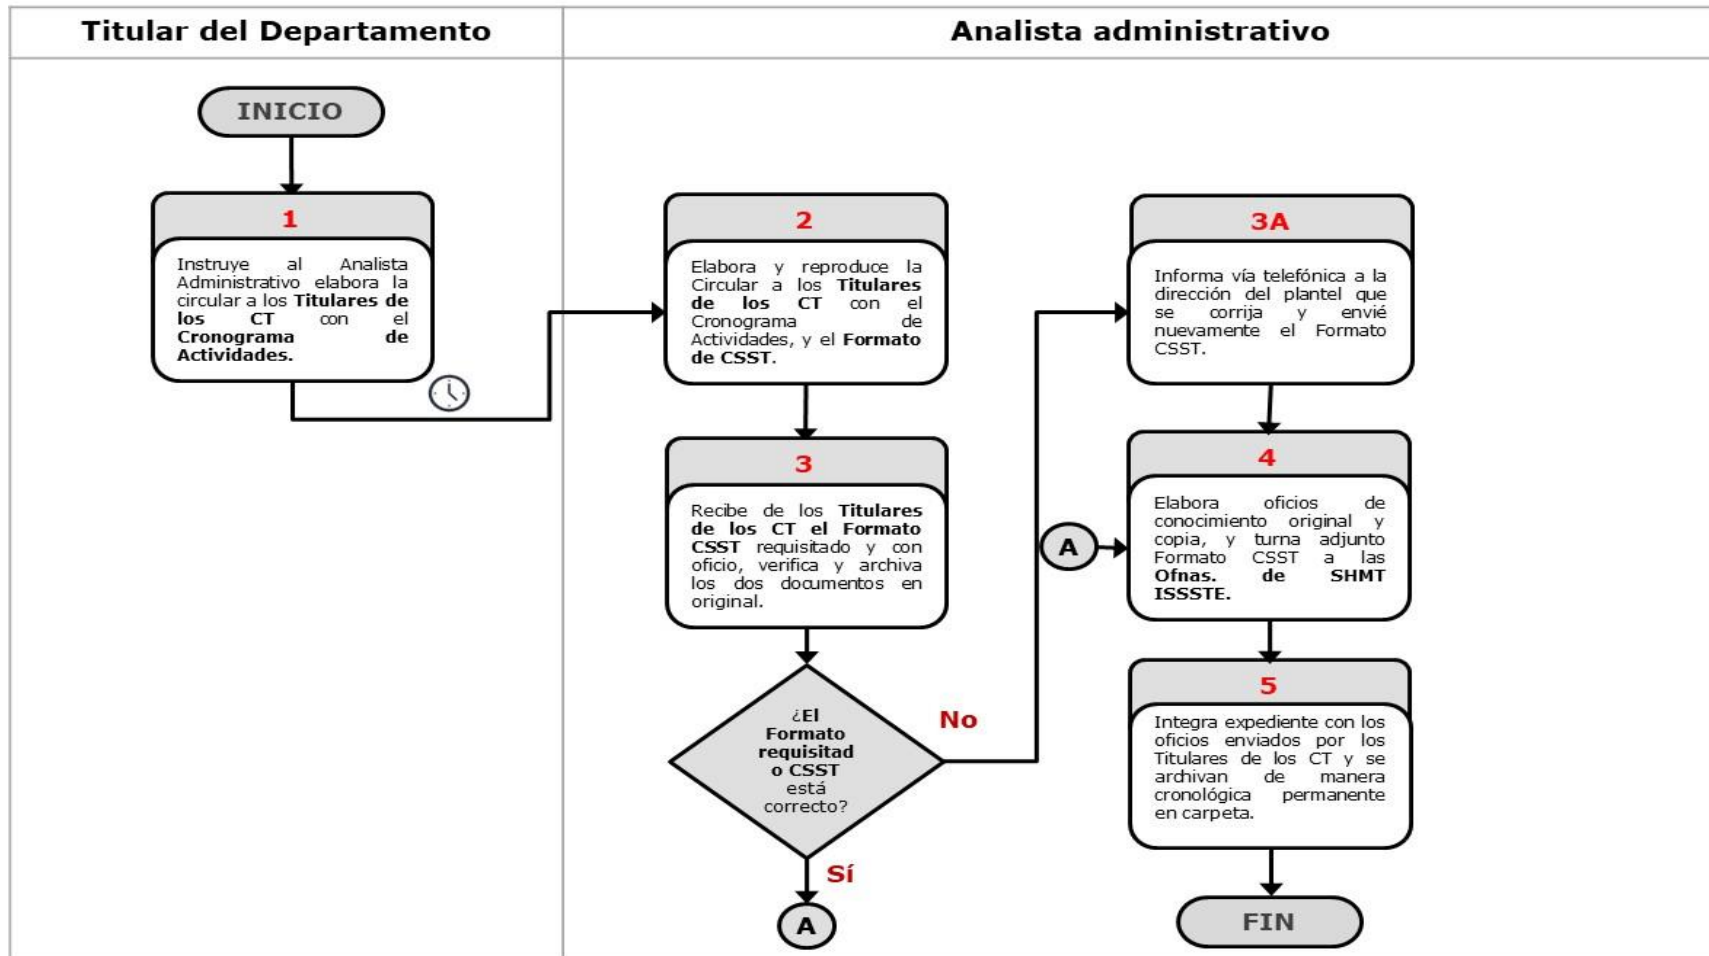 Titular del Departamento
Analista administrativo
INICIO
1
Instruye al Analista
Administrativo elabora la
circular a los Titulares de
los CT con el
Cronograma de
Actividades.
2
Elabora y reproduce la
Circular a los Titulares
de los CT con el
Cronograma de
Actividades, y el Formato
de CSST.
3
Recibe de los Titulares
de los CT el Formato
CSST requisitado y con
oficio, verifica y archiva
los dos documentos en
original.
¿El
Formato
requisitad
o CSST
está
correcto?
No
Sí
A
3A
Informa vía telefónica a la
dirección del plantel que
se corrija y envié
nuevamente el Formato
CSST.
A
4
Elabora oficios de
conocimiento original y
copia, y turna adjunto
Formato CSST a las
Ofnas. de SHMT
ISSSTE.
5
Integra expediente con los
oficios enviados por los
Titulares de los CT y se
archivan de manera
cronológica permanente
en carpeta.
FIN